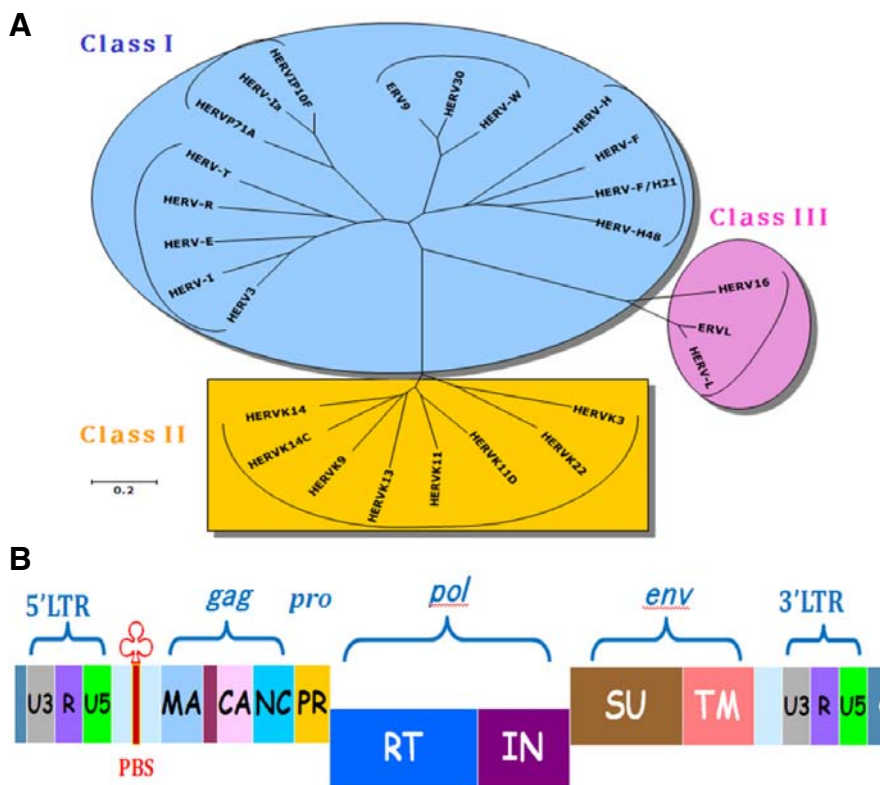 A
Class I
HERVIP10F
HERV-Ia
HERVP71A
ERV9
HERV30
HERV-W
HERV-H
HERV-F
HERV-F/H21
HERV-H48
HERV-T
HERV-R
HERV-E
HERV-I
HERV3
Class III
HERV16
ERVL
HERV-L
Class II
HERVK14
HERVK14C
HERVK9
HERVK13
HERVK11
HERVK11D
HERVK22
HERVK3
0.2
B
5'LTR gag pro pol env 3'LTR
U3 R U5 MA CA NC PR RT IN SU TM U3 R U5
PBS